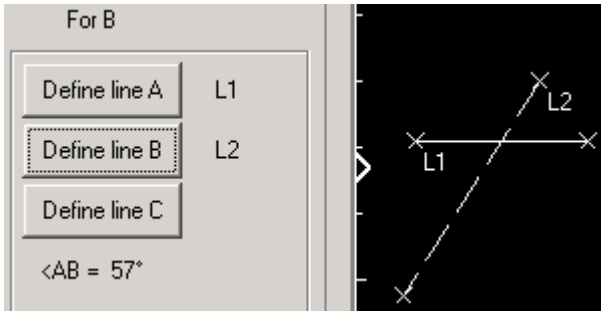 For B
Define line A L1
Define line B L2
Define line C
<AB = 57°
L2
L1